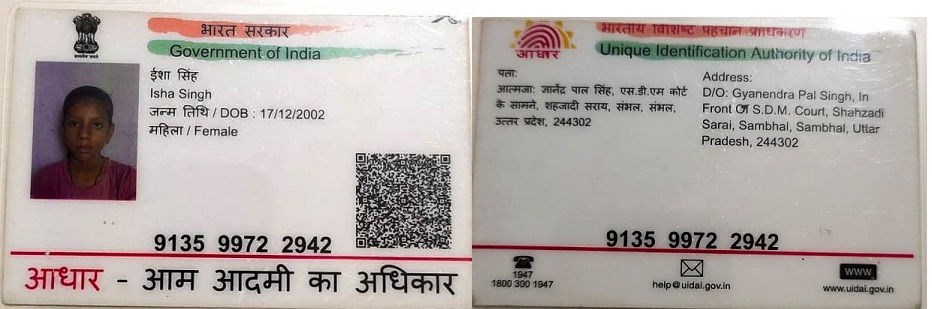 भारत सरकार
Government of India
ईशा सिंह
Isha Singh
जन्म तिथि / DOB : 17/12/2002
महिला / Female
9135 9972 2942
आधार - आम आदमी का अधिकार
आधार
भारतीय विशिष्ट पहचान प्राधिकरण
Unique Identification Authority of India
पता:
आत्मजा: ज्ञानेंद्र पाल सिंह, एस.डी.एम कोर्ट
के सामने, शहजादी सराय, संभल, संभल,
उत्तर प्रदेश, 244302
Address:
D/O: Gyanendra Pal Singh, In
Front Of S.D.M. Court, Shahzadi
Sarai, Sambhal, Sambhal, Uttar
Pradesh, 244302
9135 9972 2942
1947
1800 300 1947
help@uidai.gov.in
www
www.uidai.gov.in